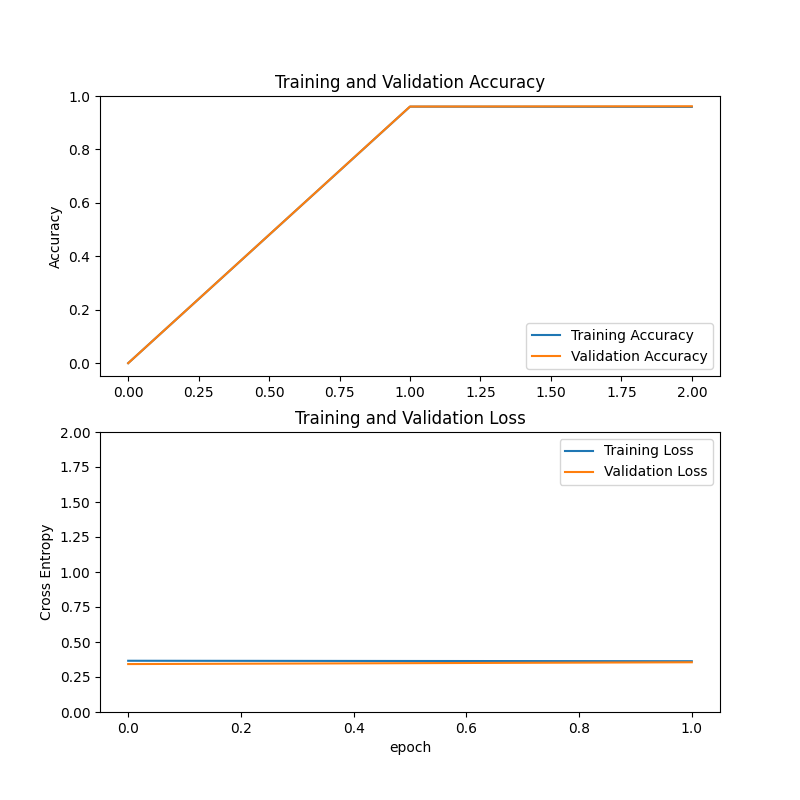 Training and Validation Accuracy
1.0
0.8
0.6
0.4
0.2
0.0
Accuracy
Training Accuracy
Validation Accuracy
0.00 0.25 0.50 0.75 1.00 1.25 1.50 1.75 2.00
Training and Validation Loss
2.00
1.75
1.50
1.25
1.00
0.75
0.50
0.25
0.00
Cross Entropy
Training Loss
Validation Loss
0.0 0.2 0.4 0.6 0.8 1.0
epoch